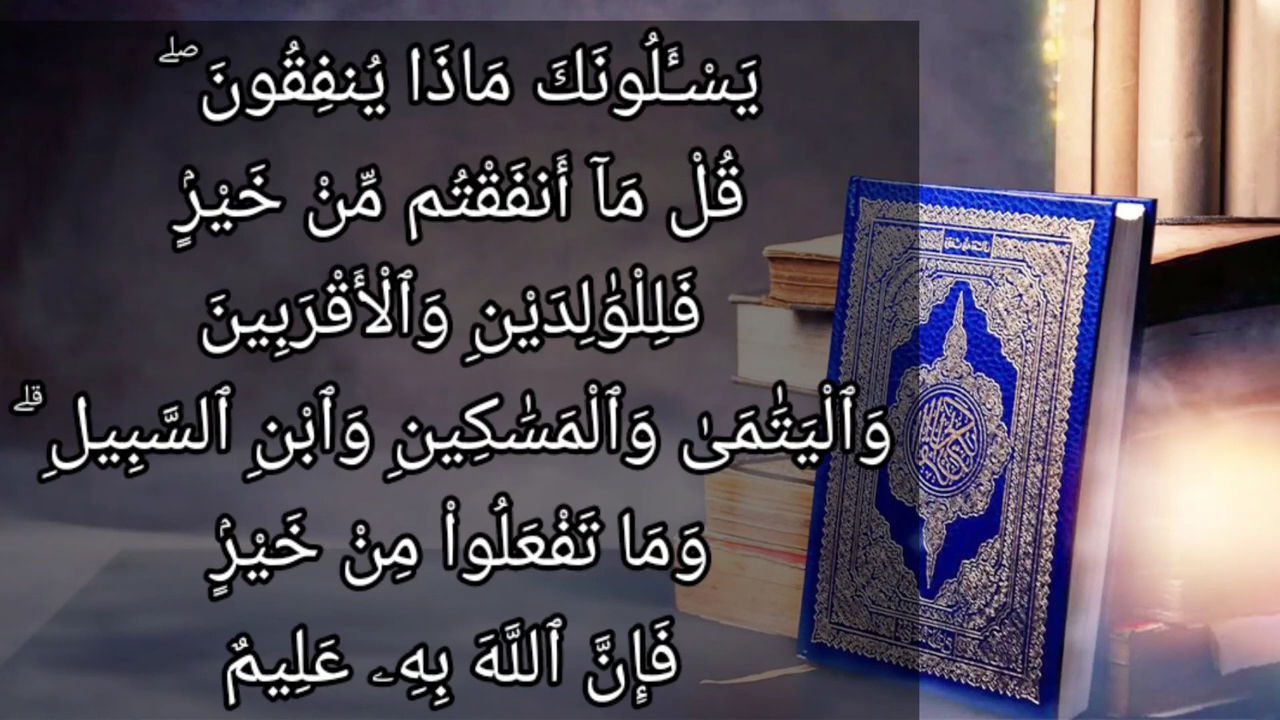 يَسْـَٔلُونَكَ مَاذَا يُنفِقُونَ ۖ
قُلْ مَآ أَنفَقْتُم مِّنْ خَيْرٍۢ
فَلِلْوَٰلِدَيْنِ وَٱلْأَقْرَبِينَ
وَٱلْيَتَٰمَىٰ وَٱلْمَسَٰكِينِ وَٱبْنِ ٱلسَّبِيلِ ۗ
وَمَا تَفْعَلُوا۟ مِنْ خَيْرٍۢ
فَإِنَّ ٱللَّهَ بِهِۦ عَلِيمٌ